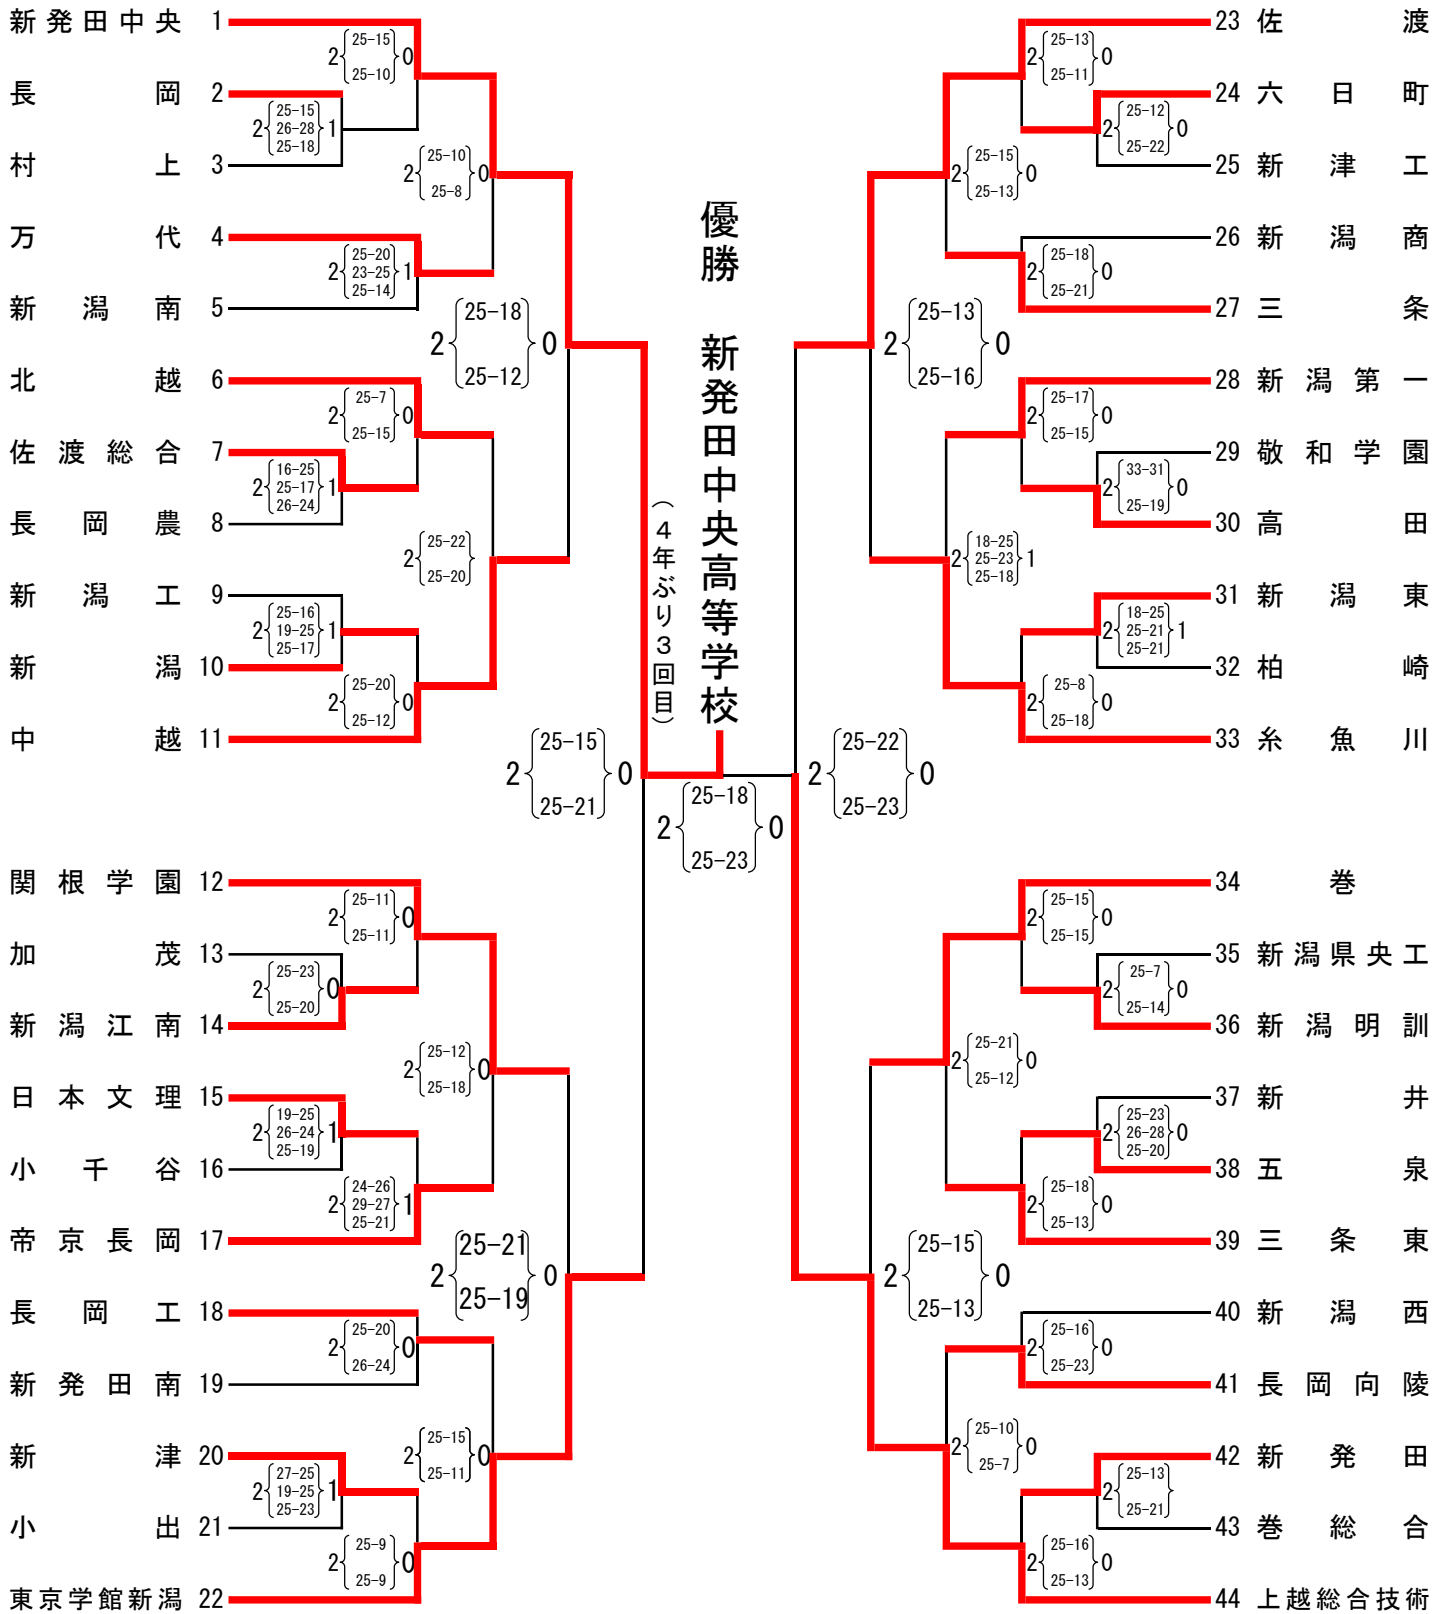 新発田中央 1
2 25-15 25-10 0
長岡 2
2 25-15 26-28 25-18 1
村上 3
2 25-10 25-8 0
万代 4
2 25-20 23-25 25-14 1
新潟南 5
2 25-18 25-12 0
北越 6
2 25-7 25-15 0
佐渡総合 7
2 16-25 25-17 26-24 1
長岡農 8
2 25-22 25-20
新潟工 9
2 25-16 19-25 25-17 1
新潟 10
2 25-20 25-12 0
中越 11
2 25-15 25-21 0
関根学園 12
2 25-11 25-11 0
加茂 13
2 25-23 25-20 0
新潟江南 14
2 25-12 25-18 0
日本文理 15
2 19-25 26-24 25-19 1
小千谷 16
2 24-26 29-27 25-21 1
帝京長岡 17
2 25-21 25-19 0
長岡工 18
2 25-20 26-24 0
新発田南 19
2 25-15 25-11 0
新津 20
2 27-25 19-25 25-23 1
小出 21
2 25-9 25-9 0
東京学館新潟 22
優勝 新発田中央高等学校
(4年ぶり3回目)
2 25-18 25-23 0
23 佐渡
2 25-13 25-11 0
24 六日町
2 25-12 25-22 0
25 新津工
2 25-15 25-13 0
26 新潟商
2 25-18 25-21 0
27 三条
2 25-13 25-16 0
28 新潟第一
2 25-17 25-15 0
29 敬和学園
2 33-31 25-19 0
30 高田
2 18-25 25-23 25-18 1
31 新潟東
2 18-25 25-21 25-21 1
32 柏崎
2 25-8 25-18 0
33 糸魚川
2 25-22 25-23 0
34 巻
2 25-15 25-15 0
35 新潟県央工
2 25-7 25-14 0
36 新潟明訓
2 25-21 25-12 0
37 新井
2 25-23 26-28 25-20 0
38 五泉
2 25-18 25-13 0
39 三条東
2 25-15 25-13 0
40 新潟西
2 25-16 25-23 0
41 長岡向陵
2 25-10 25-7 0
42 新発田
2 25-13 25-21
43 巻総合
2 25-16 25-13 0
44 上越総合技術